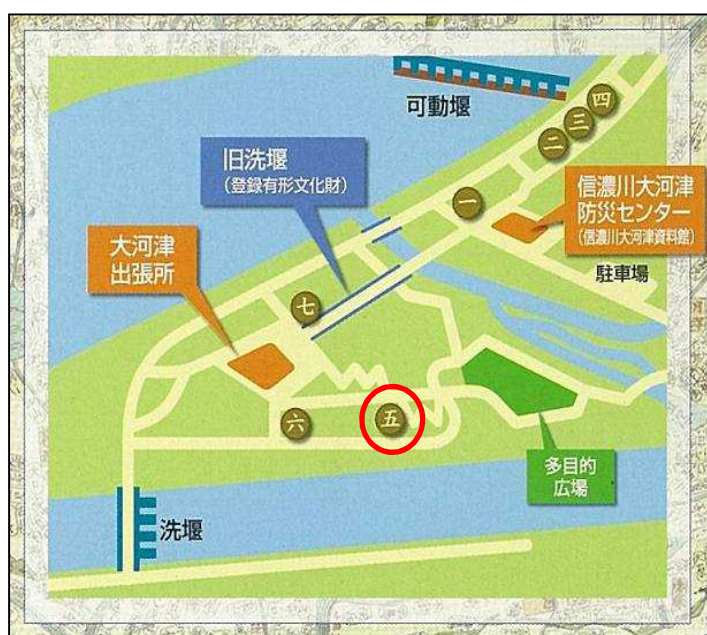 可動堰
四
三
二
旧洗堰
(登録有形文化財)
一
信濃川大河津
防災センター
(信濃川大河津資料館)
大河津
出張所
駐車場
七
六
五
多目的
広場
洗堰